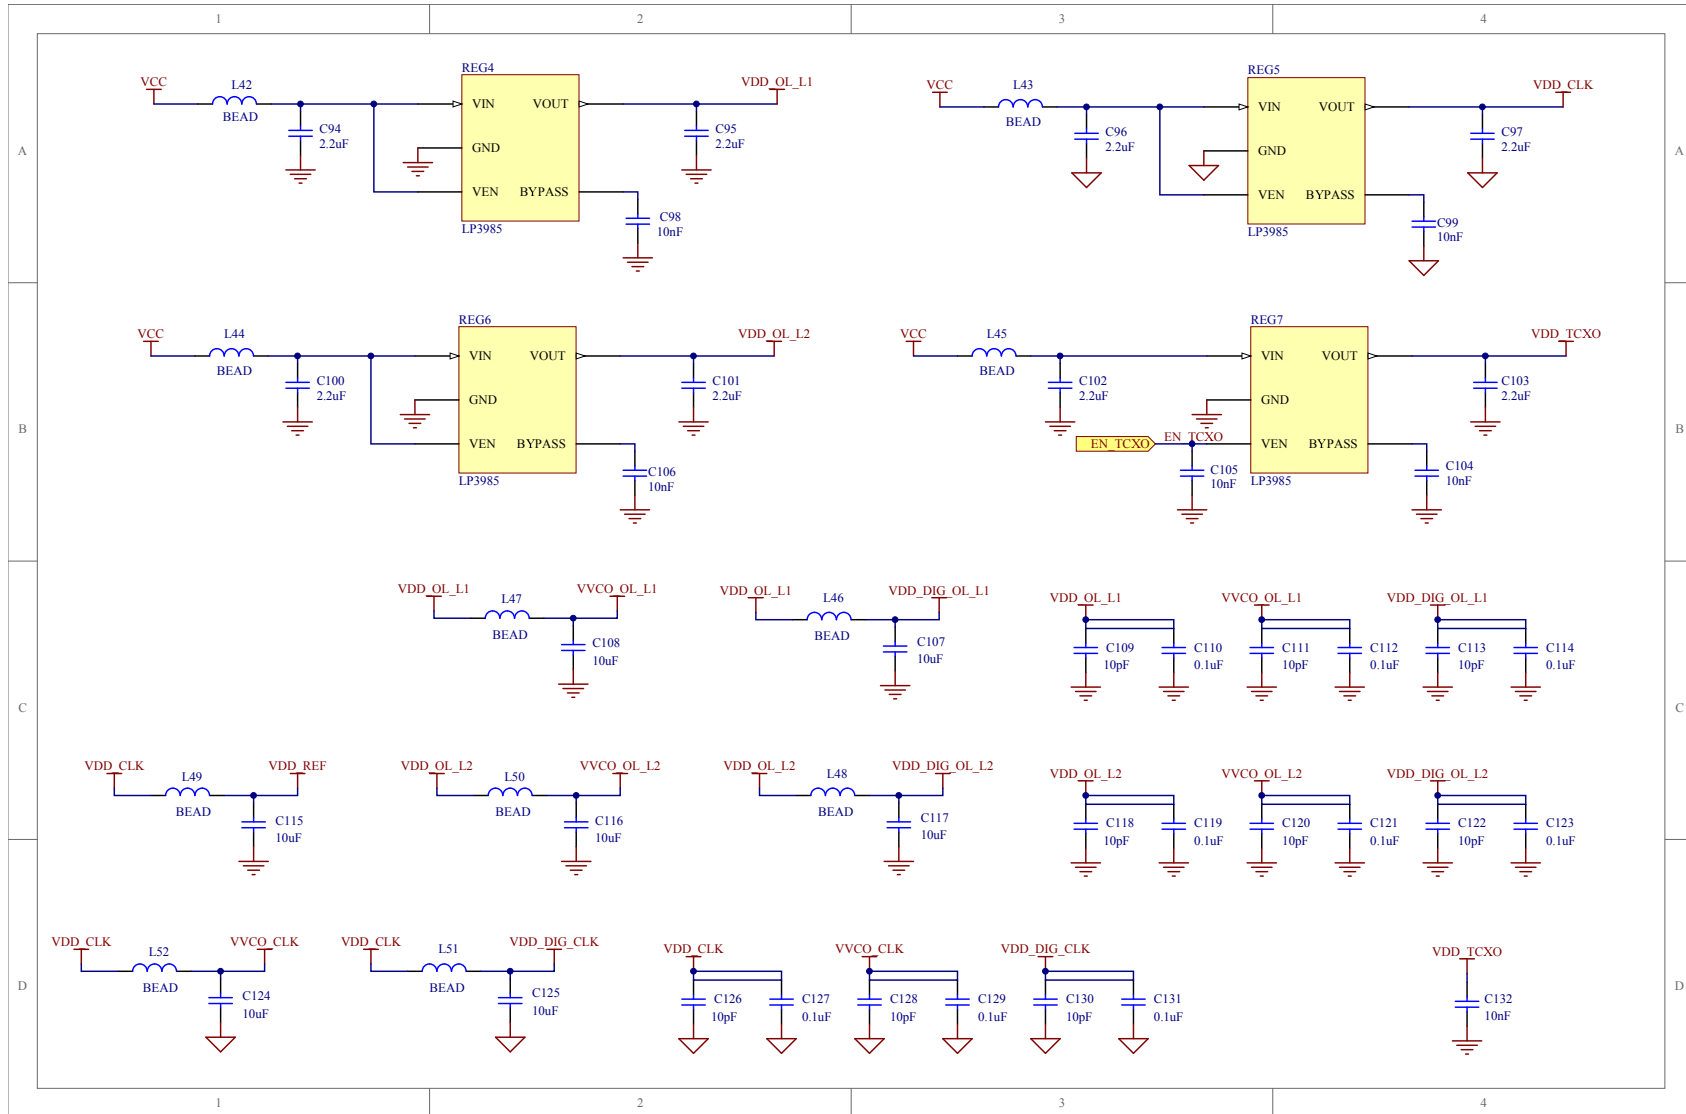 1 2 3 4
A A
B B
C C
D D
VCC
L42
BEAD
C94
2.2uF
REG4
VIN VOUT
GND
VEN BYPASS
LP3985
VDD_OL_L1
C95
2.2uF
C98
10nF
VCC
L43
BEAD
C96
2.2uF
REG5
VIN VOUT
GND
VEN BYPASS
LP3985
VDD_CLK
C97
2.2uF
C99
10nF
VCC
L44
BEAD
C100
2.2uF
REG6
VIN VOUT
GND
VEN BYPASS
LP3985
VDD_OL_L2
C101
2.2uF
C106
10nF
VCC
L45
BEAD
C102
2.2uF
EN_TCXO
EN_TCXO
C105
10nF
REG7
VIN VOUT
GND
VEN BYPASS
LP3985
VDD_TCXO
C103
2.2uF
C104
10nF
VDD_OL_L1
L47
BEAD
VVCO_OL_L1
C108
10uF
VDD_OL_L1
L46
BEAD
VDD_DIG_OL_L1
C107
10uF
VDD_OL_L1
C109
10pF
C110
0.1uF
VVCO_OL_L1
C111
10pF
C112
0.1uF
VDD_DIG_OL_L1
C113
10pF
C114
0.1uF
VDD_CLK
L49
BEAD
VDD_REF
C115
10uF
VDD_OL_L2
L50
BEAD
VVCO_OL_L2
C116
10uF
VDD_OL_L2
L48
BEAD
VDD_DIG_OL_L2
C117
10uF
VDD_OL_L2
C118
10pF
C119
0.1uF
VVCO_OL_L2
C120
10pF
C121
0.1uF
VDD_DIG_OL_L2
C122
10pF
C123
0.1uF
VDD_CLK
L52
BEAD
VVCO_CLK
C124
10uF
VDD_CLK
L51
BEAD
VDD_DIG_CLK
C125
10uF
VDD_CLK
C126
10pF
C127
0.1uF
VVCO_CLK
C128
10pF
C129
0.1uF
VDD_DIG_CLK
C130
10pF
C131
0.1uF
VDD_TCXO
C132
10nF
1 2 3 4